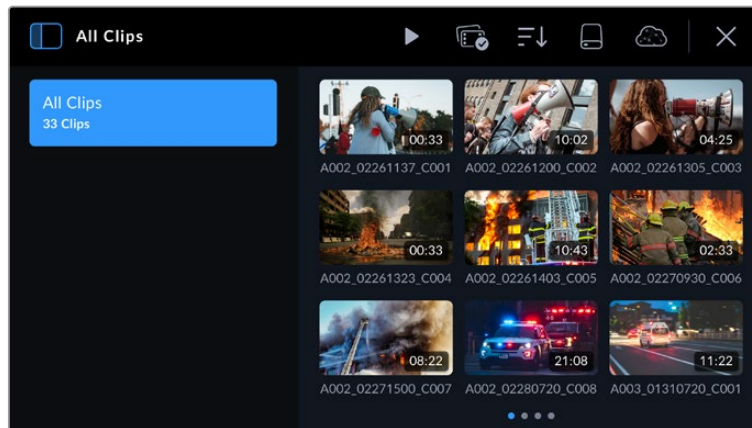 All Clips
All Clips
33 Clips
00:33
10:02
04:25
A002_02261137_C001
A002_02261200_C002
A002_02261305_C003
00:33
10:43
02:33
A002_02261323_C004
A002_02261403_C005
A002_02270930_C006
08:22
21:08
11:22
A002_02271500_C007
A002_02280720_C008
A003_01310720_C001